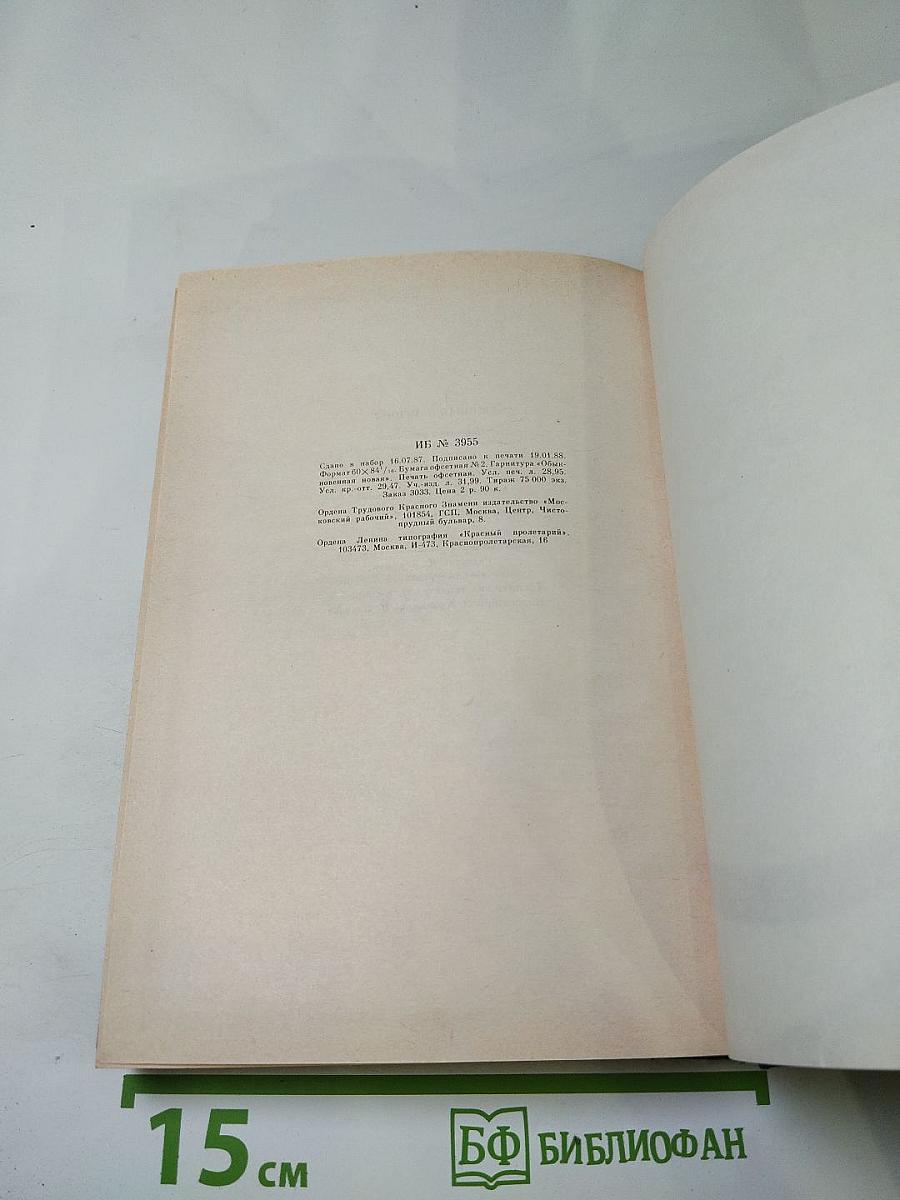 ИБ № 3955
Сдано в набор 16.07.87. Подписано к печати 19.01.88.
Формат 60×84¹/₁₆. Бумага офсетная № 2. Гарнитура «Обык-
новенная новая». Печать офсетная. Усл. печ. л. 28,95.
Усл. кр.-отт. 29,47. Уч.-изд. л. 31,99. Тираж 75 000 экз.
Заказ 3033. Цена 2 р. 90 к.
Ордена Трудового Красного Знамени издательство «Мос-
ковский рабочий», 101854, ГСП, Москва, Центр, Чисто-
прудный бульвар, 8.
Ордена Ленина типография «Красный пролетарий».
103473, Москва, И-473, Краснопролетарская, 16
15 см
БФ БИБЛИОФАН